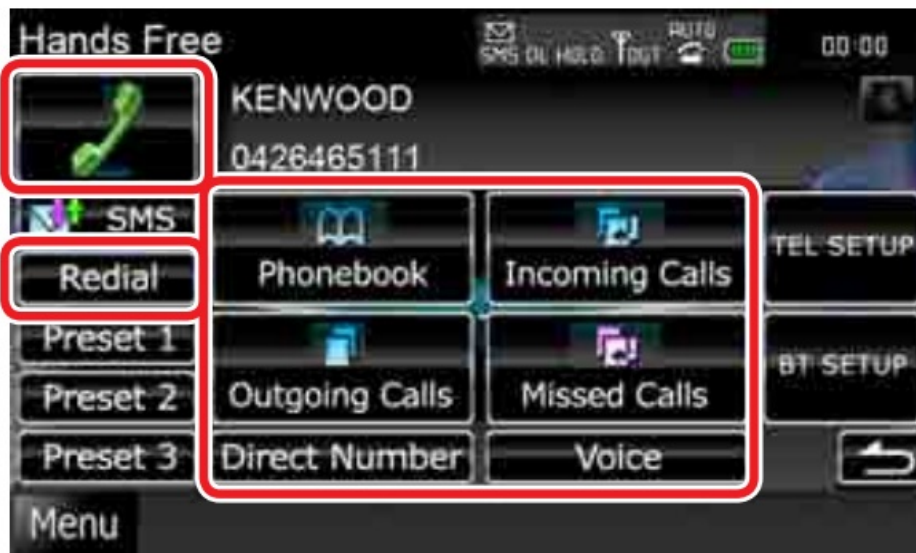 Hands Free
SMS DL HOLD DGT AUTO 00:00
KENWOOD
0426465111
SMS
Redial
Preset 1
Preset 2
Preset 3
Phonebook
Incoming Calls
Outgoing Calls
Missed Calls
Direct Number
Voice
TEL SETUP
BT SETUP
Menu